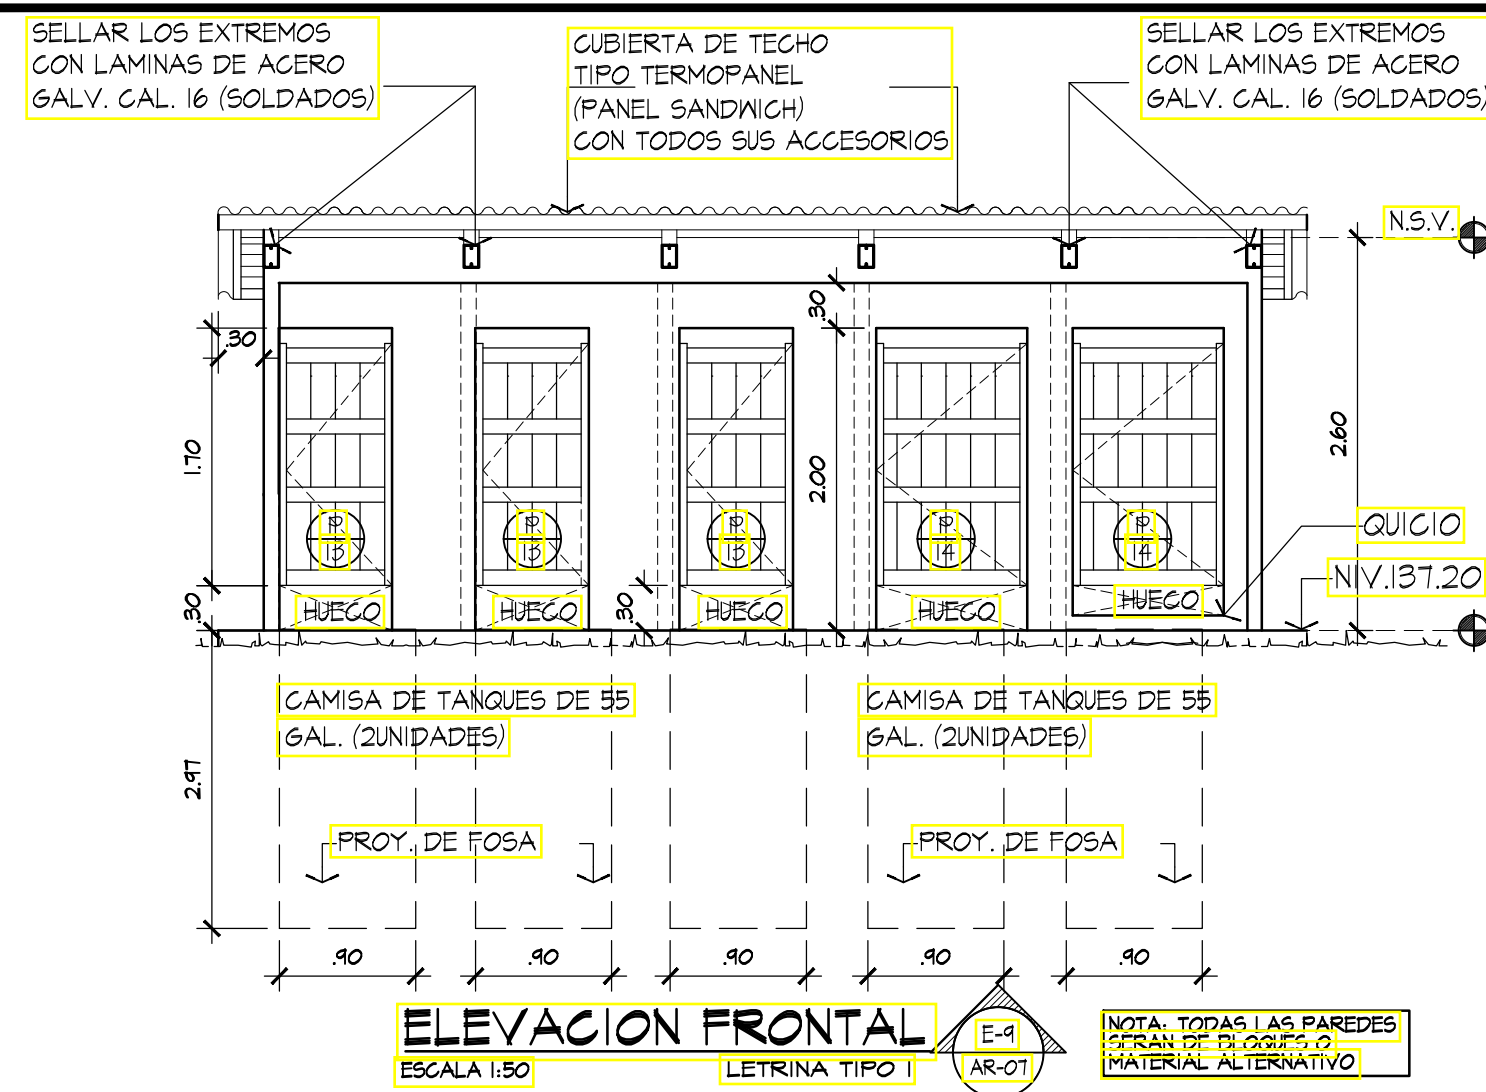 SELLAR LOS EXTREMOS
CON LAMINAS DE ACERO
GALV. CAL. 16 (SOLDADOS)
CUBIERTA DE TECHO
TIPO TERMOPANEL
(PANEL SANDWICH)
CON TODOS SUS ACCESORIOS
SELLAR LOS EXTREMOS
CON LAMINAS DE ACERO
GALV. CAL. 16 (SOLDADOS)
N.S.V.
.30
.30
1.70
2.00
2.60
P
13
P
13
P
13
P
14
P
14
QUICIO
NIV.137.20
.30
HUECO
HUECO
.30
HUECO
HUECO
HUECO
CAMISA DE TANQUES DE 55
GAL. (2UNIDADES)
CAMISA DE TANQUES DE 55
GAL. (2UNIDADES)
2.97
PROY. DE FOSA
PROY. DE FOSA
.90
.90
.90
.90
.90
ELEVACION FRONTAL
ESCALA 1:50
LETRINA TIPO 1
E-9
AR-07
NOTA: TODAS LAS PAREDES
SERAN DE BLOQUES O
MATERIAL ALTERNATIVO